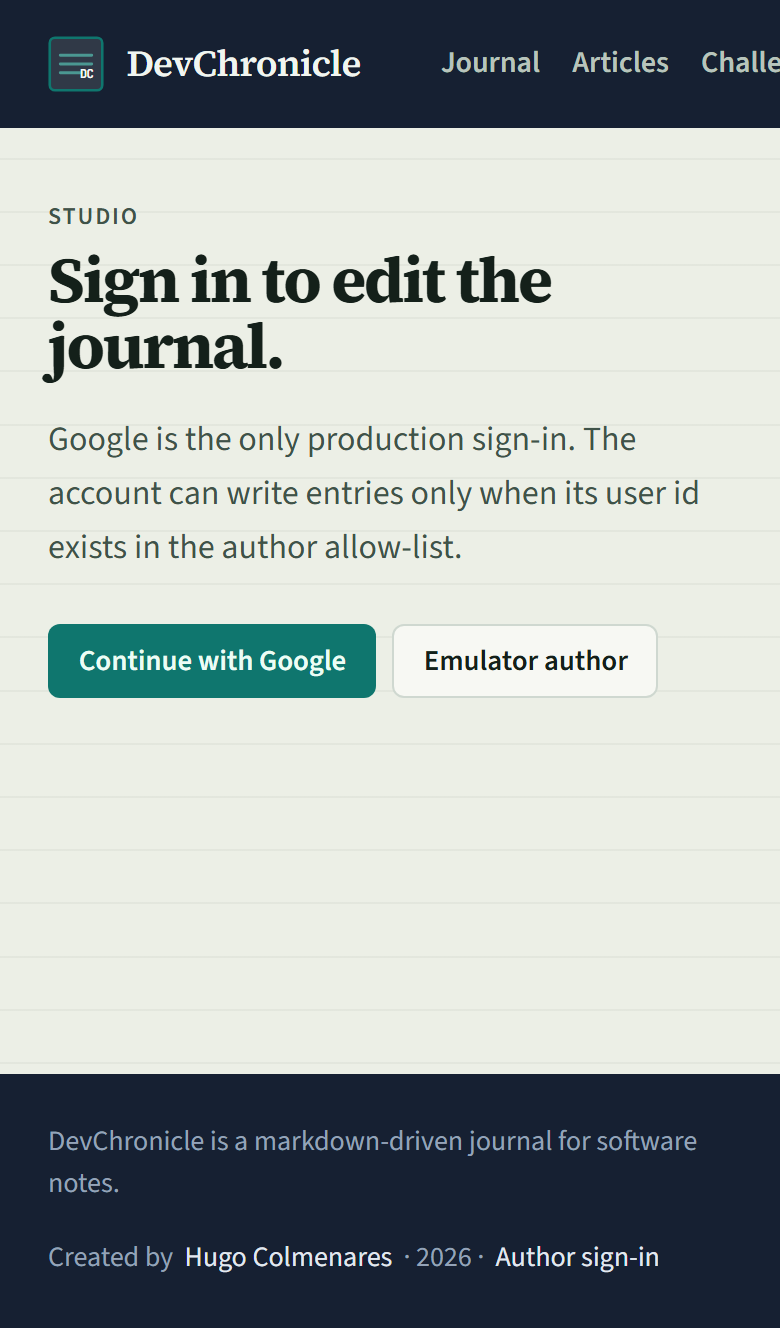 DC
DevChronicle
Journal Articles Challe
STUDIO
Sign in to edit the
journal.
Google is the only production sign-in. The
account can write entries only when its user id
exists in the author allow-list.
Continue with Google
Emulator author
DevChronicle is a markdown-driven journal for software
notes.
Created by Hugo Colmenares · 2026 · Author sign-in